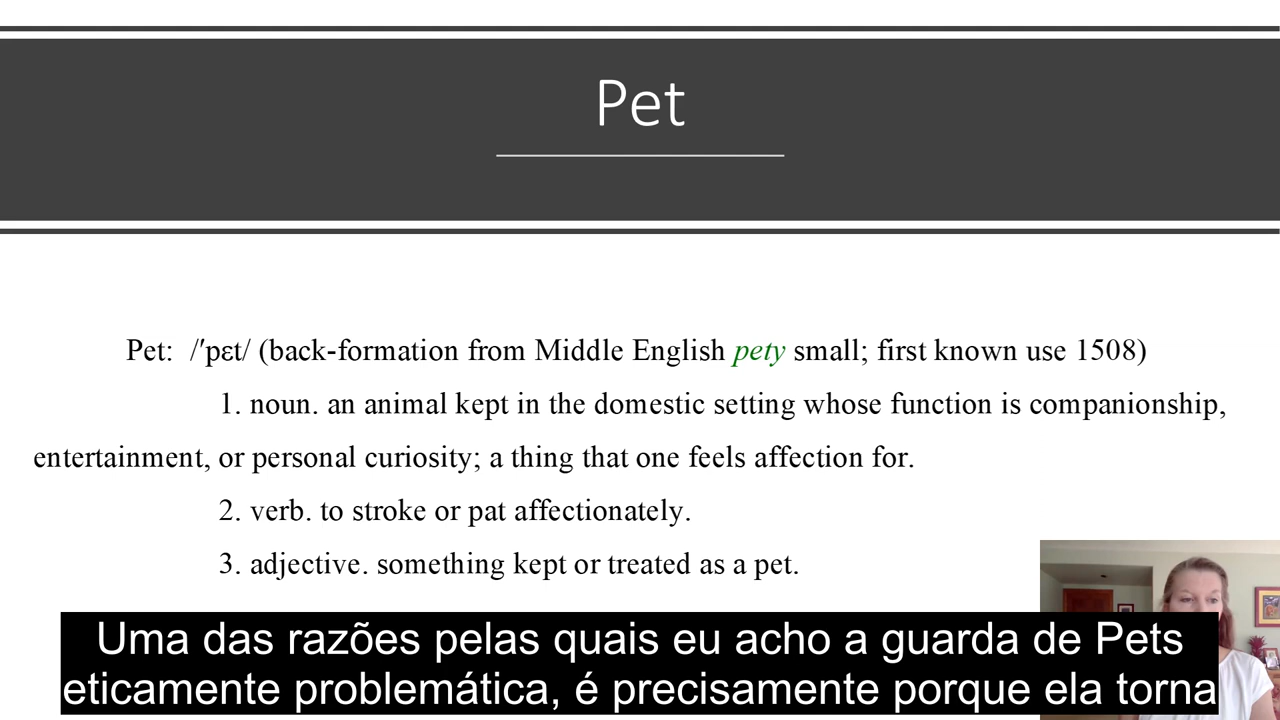 Pet
Pet: /′pɛt/ (back-formation from Middle English pety small; first known use 1508)
1. noun. an animal kept in the domestic setting whose function is companionship,
entertainment, or personal curiosity; a thing that one feels affection for.
2. verb. to stroke or pat affectionately.
3. adjective. something kept or treated as a pet.
Uma das razões pelas quais eu acho a guarda de Pets
eticamente problemática, é precisamente porque ela torna